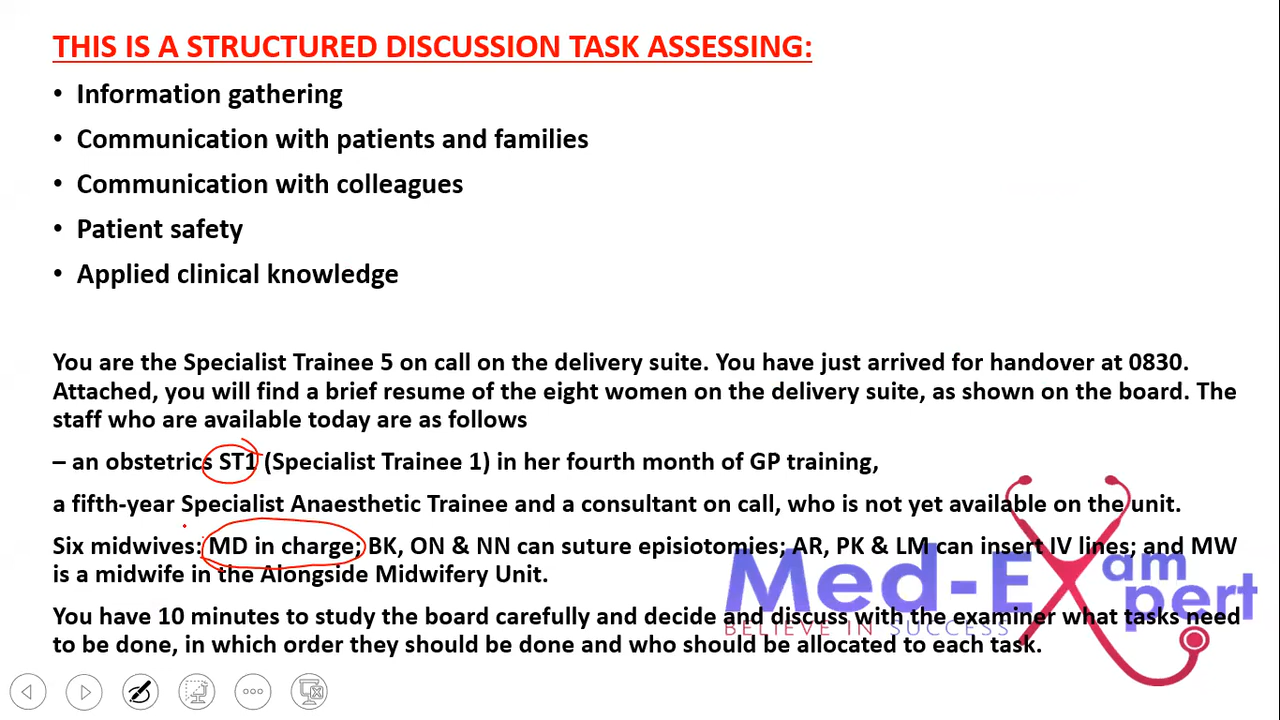 THIS IS A STRUCTURED DISCUSSION TASK ASSESSING:
• Information gathering
• Communication with patients and families
• Communication with colleagues
• Patient safety
• Applied clinical knowledge
You are the Specialist Trainee 5 on call on the delivery suite. You have just arrived for handover at 0830.
Attached, you will find a brief resume of the eight women on the delivery suite, as shown on the board. The
staff who are available today are as follows
– an obstetrics ST1 (Specialist Trainee 1) in her fourth month of GP training,
a fifth-year Specialist Anaesthetic Trainee and a consultant on call, who is not yet available on the unit.
Six midwives: MD in charge; BK, ON & NN can suture episiotomies; AR, PK & LM can insert IV lines; and MW
is a midwife in the Alongside Midwifery Unit.
You have 10 minutes to study the board carefully and decide and discuss with the examiner what tasks need
to be done, in which order they should be done and who should be allocated to each task.
Med-EXam
pert
BELIEVE IN SUCCESS